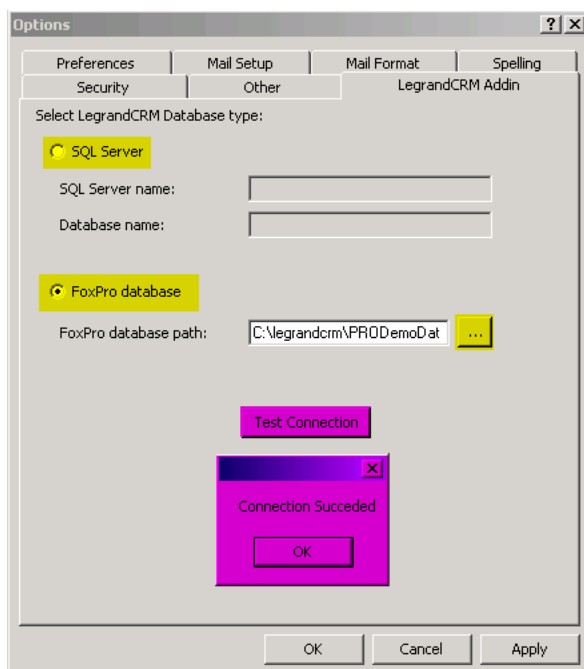 Options
Preferences Mail Setup Mail Format Spelling
Security Other LegrandCRM Addin
Select LegrandCRM Database type:
SQL Server
SQL Server name:
Database name:
FoxPro database
FoxPro database path: C:\legrandcrm\PRODemoDat ...
Test Connection
Connection Succeded
OK
OK Cancel Apply